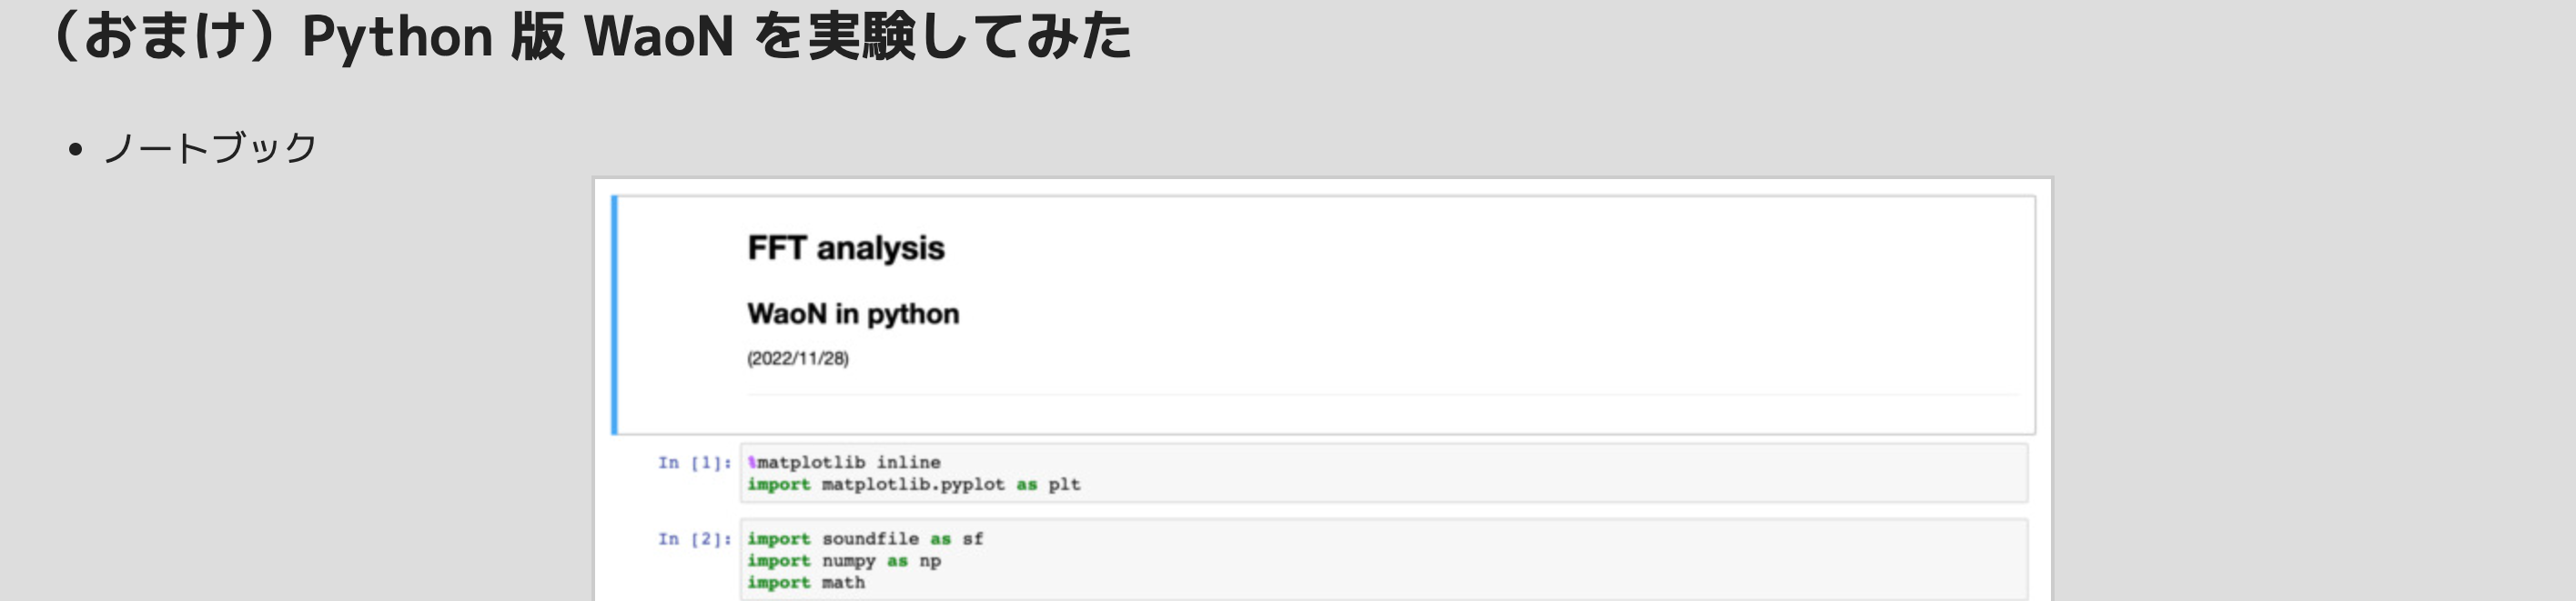 （おまけ）Python 版 WaoN を実験してみた
• ノートブック
FFT analysis
WaoN in python
(2022/11/28)
In [1]: %matplotlib inline
import matplotlib.pyplot as plt
In [2]: import soundfile as sf
import numpy as np
import math